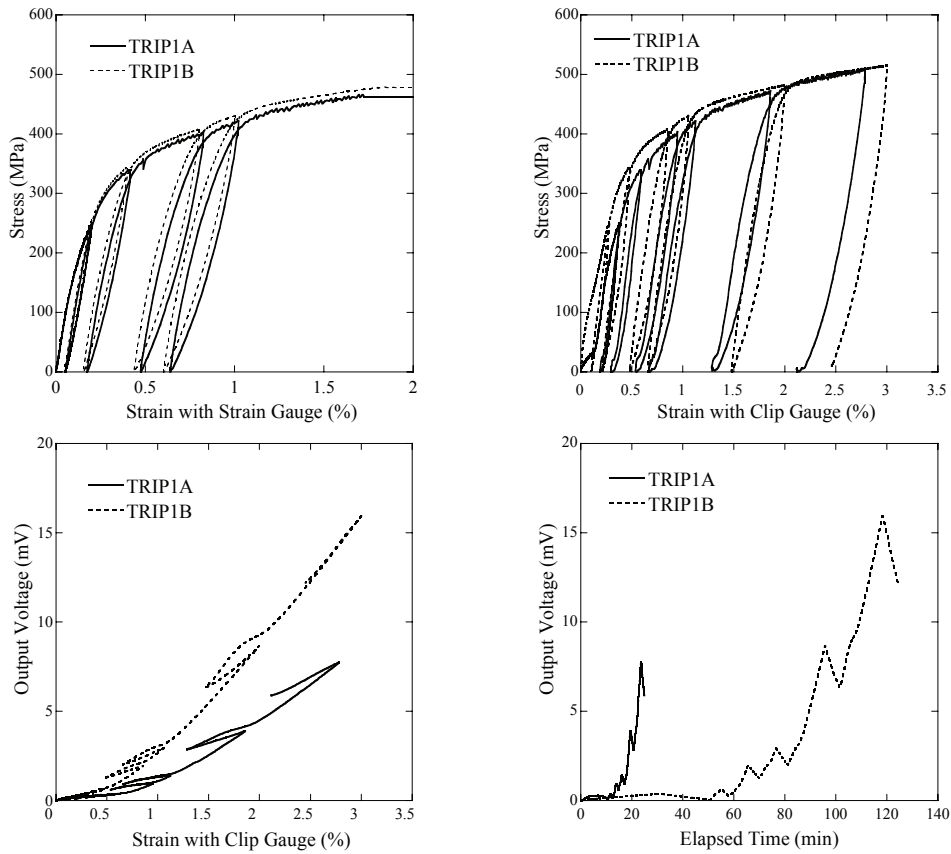 600
500
400
300
200
100
0
Stress (MPa)
TRIP1A
TRIP1B
0 0.5 1 1.5 2
Strain with Strain Gauge (%)
600
500
400
300
200
100
0
Stress (MPa)
TRIP1A
TRIP1B
0 0.5 1 1.5 2 2.5 3 3.5
Strain with Clip Gauge (%)
20
15
10
5
0
Output Voltage (mV)
TRIP1A
TRIP1B
0 0.5 1 1.5 2 2.5 3 3.5
Strain with Clip Gauge (%)
20
15
10
5
0
Output Voltage (mV)
TRIP1A
TRIP1B
0 20 40 60 80 100 120 140
Elapsed Time (min)